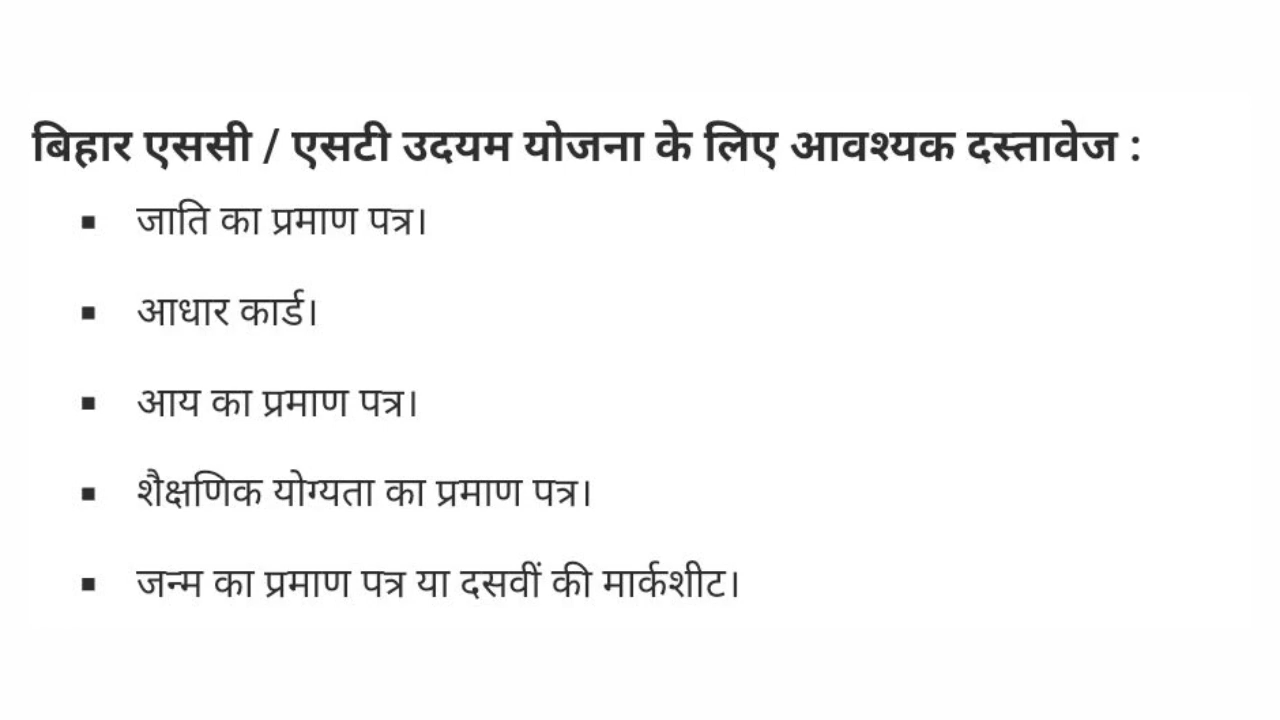 बिहार एससी / एसटी उदयम योजना के लिए आवश्यक दस्तावेज :
▪ जाति का प्रमाण पत्र।
▪ आधार कार्ड।
▪ आय का प्रमाण पत्र।
▪ शैक्षणिक योग्यता का प्रमाण पत्र।
▪ जन्म का प्रमाण पत्र या दसवीं की मार्कशीट।